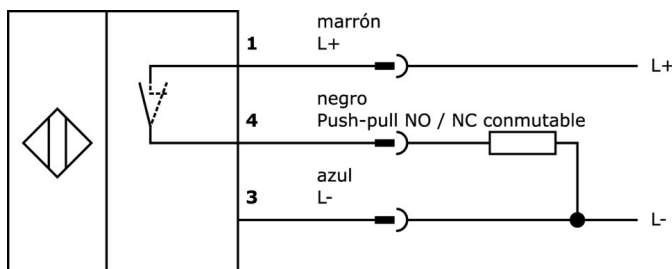 marrón
1 L+ L+
negro
4 Push-pull NO / NC conmutable
azul
3 L- L-